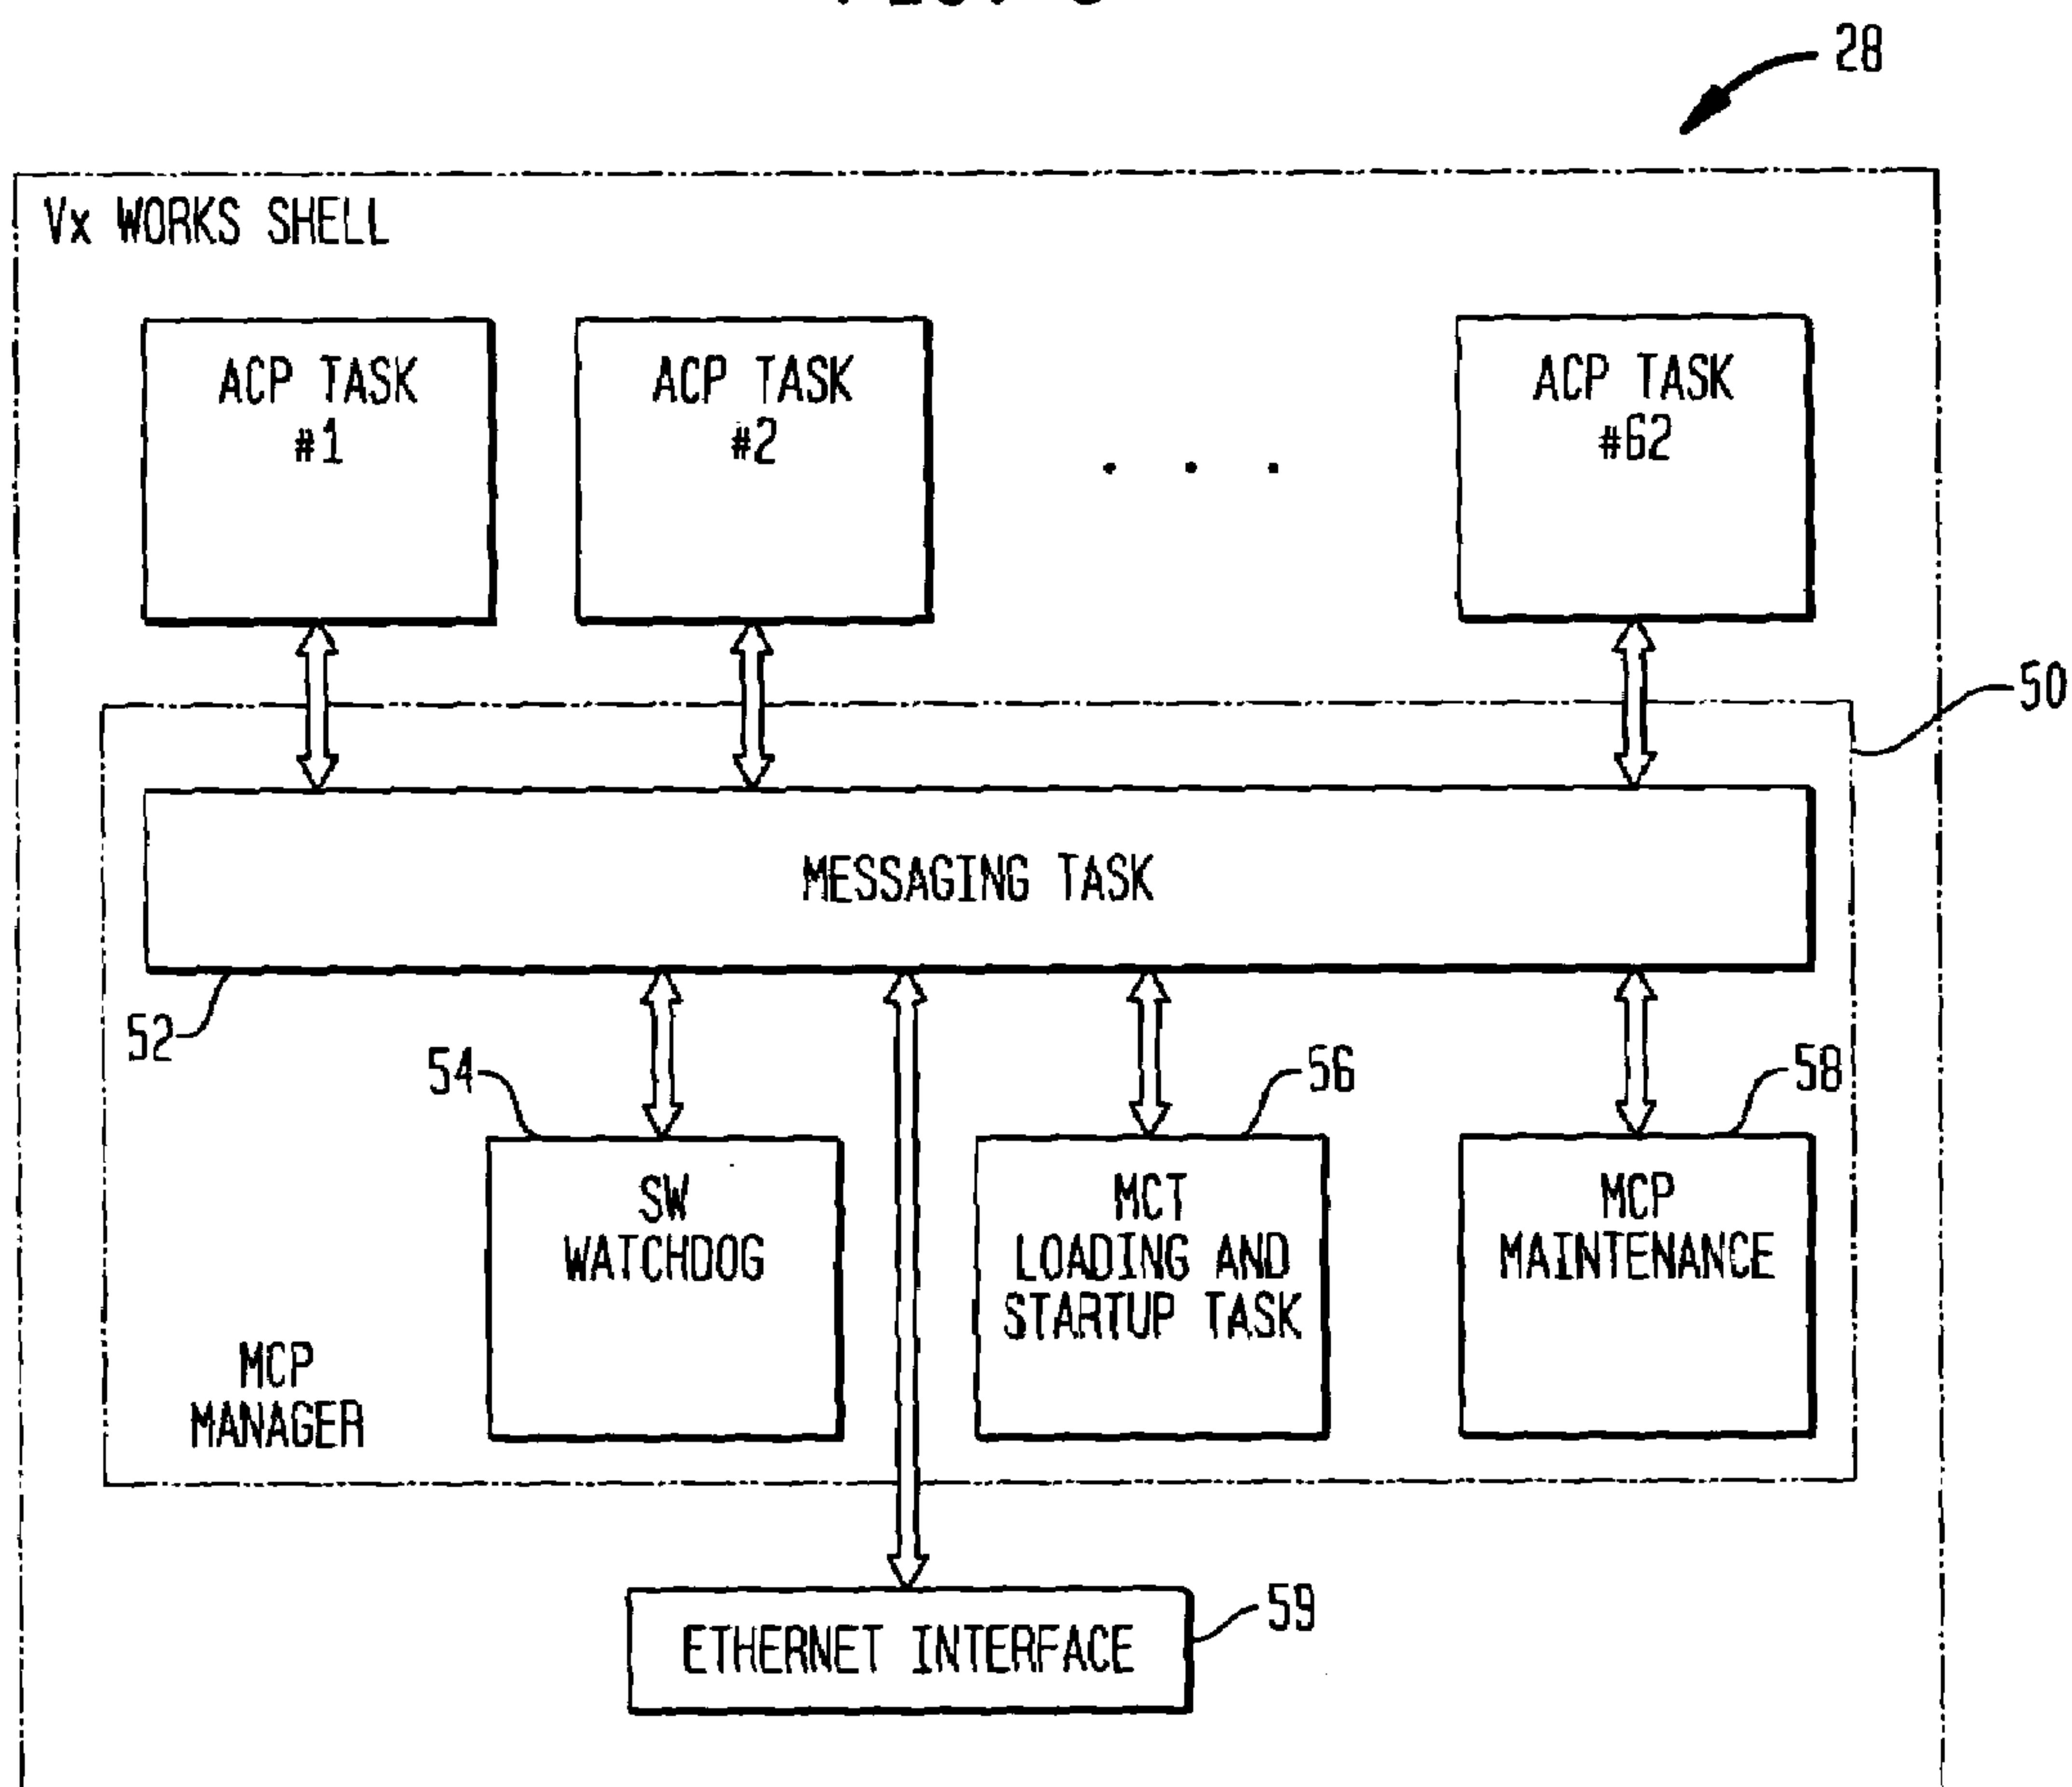 28
Vx WORKS SHELL
ACP TASK
#1
ACP TASK
#2
. . .
ACP TASK
#62
50
MESSAGING TASK
52
54
56
58
SW
WATCHDOG
MCT
LOADING AND
STARTUP TASK
MCP
MAINTENANCE
MCP
MANAGER
59
ETHERNET INTERFACE